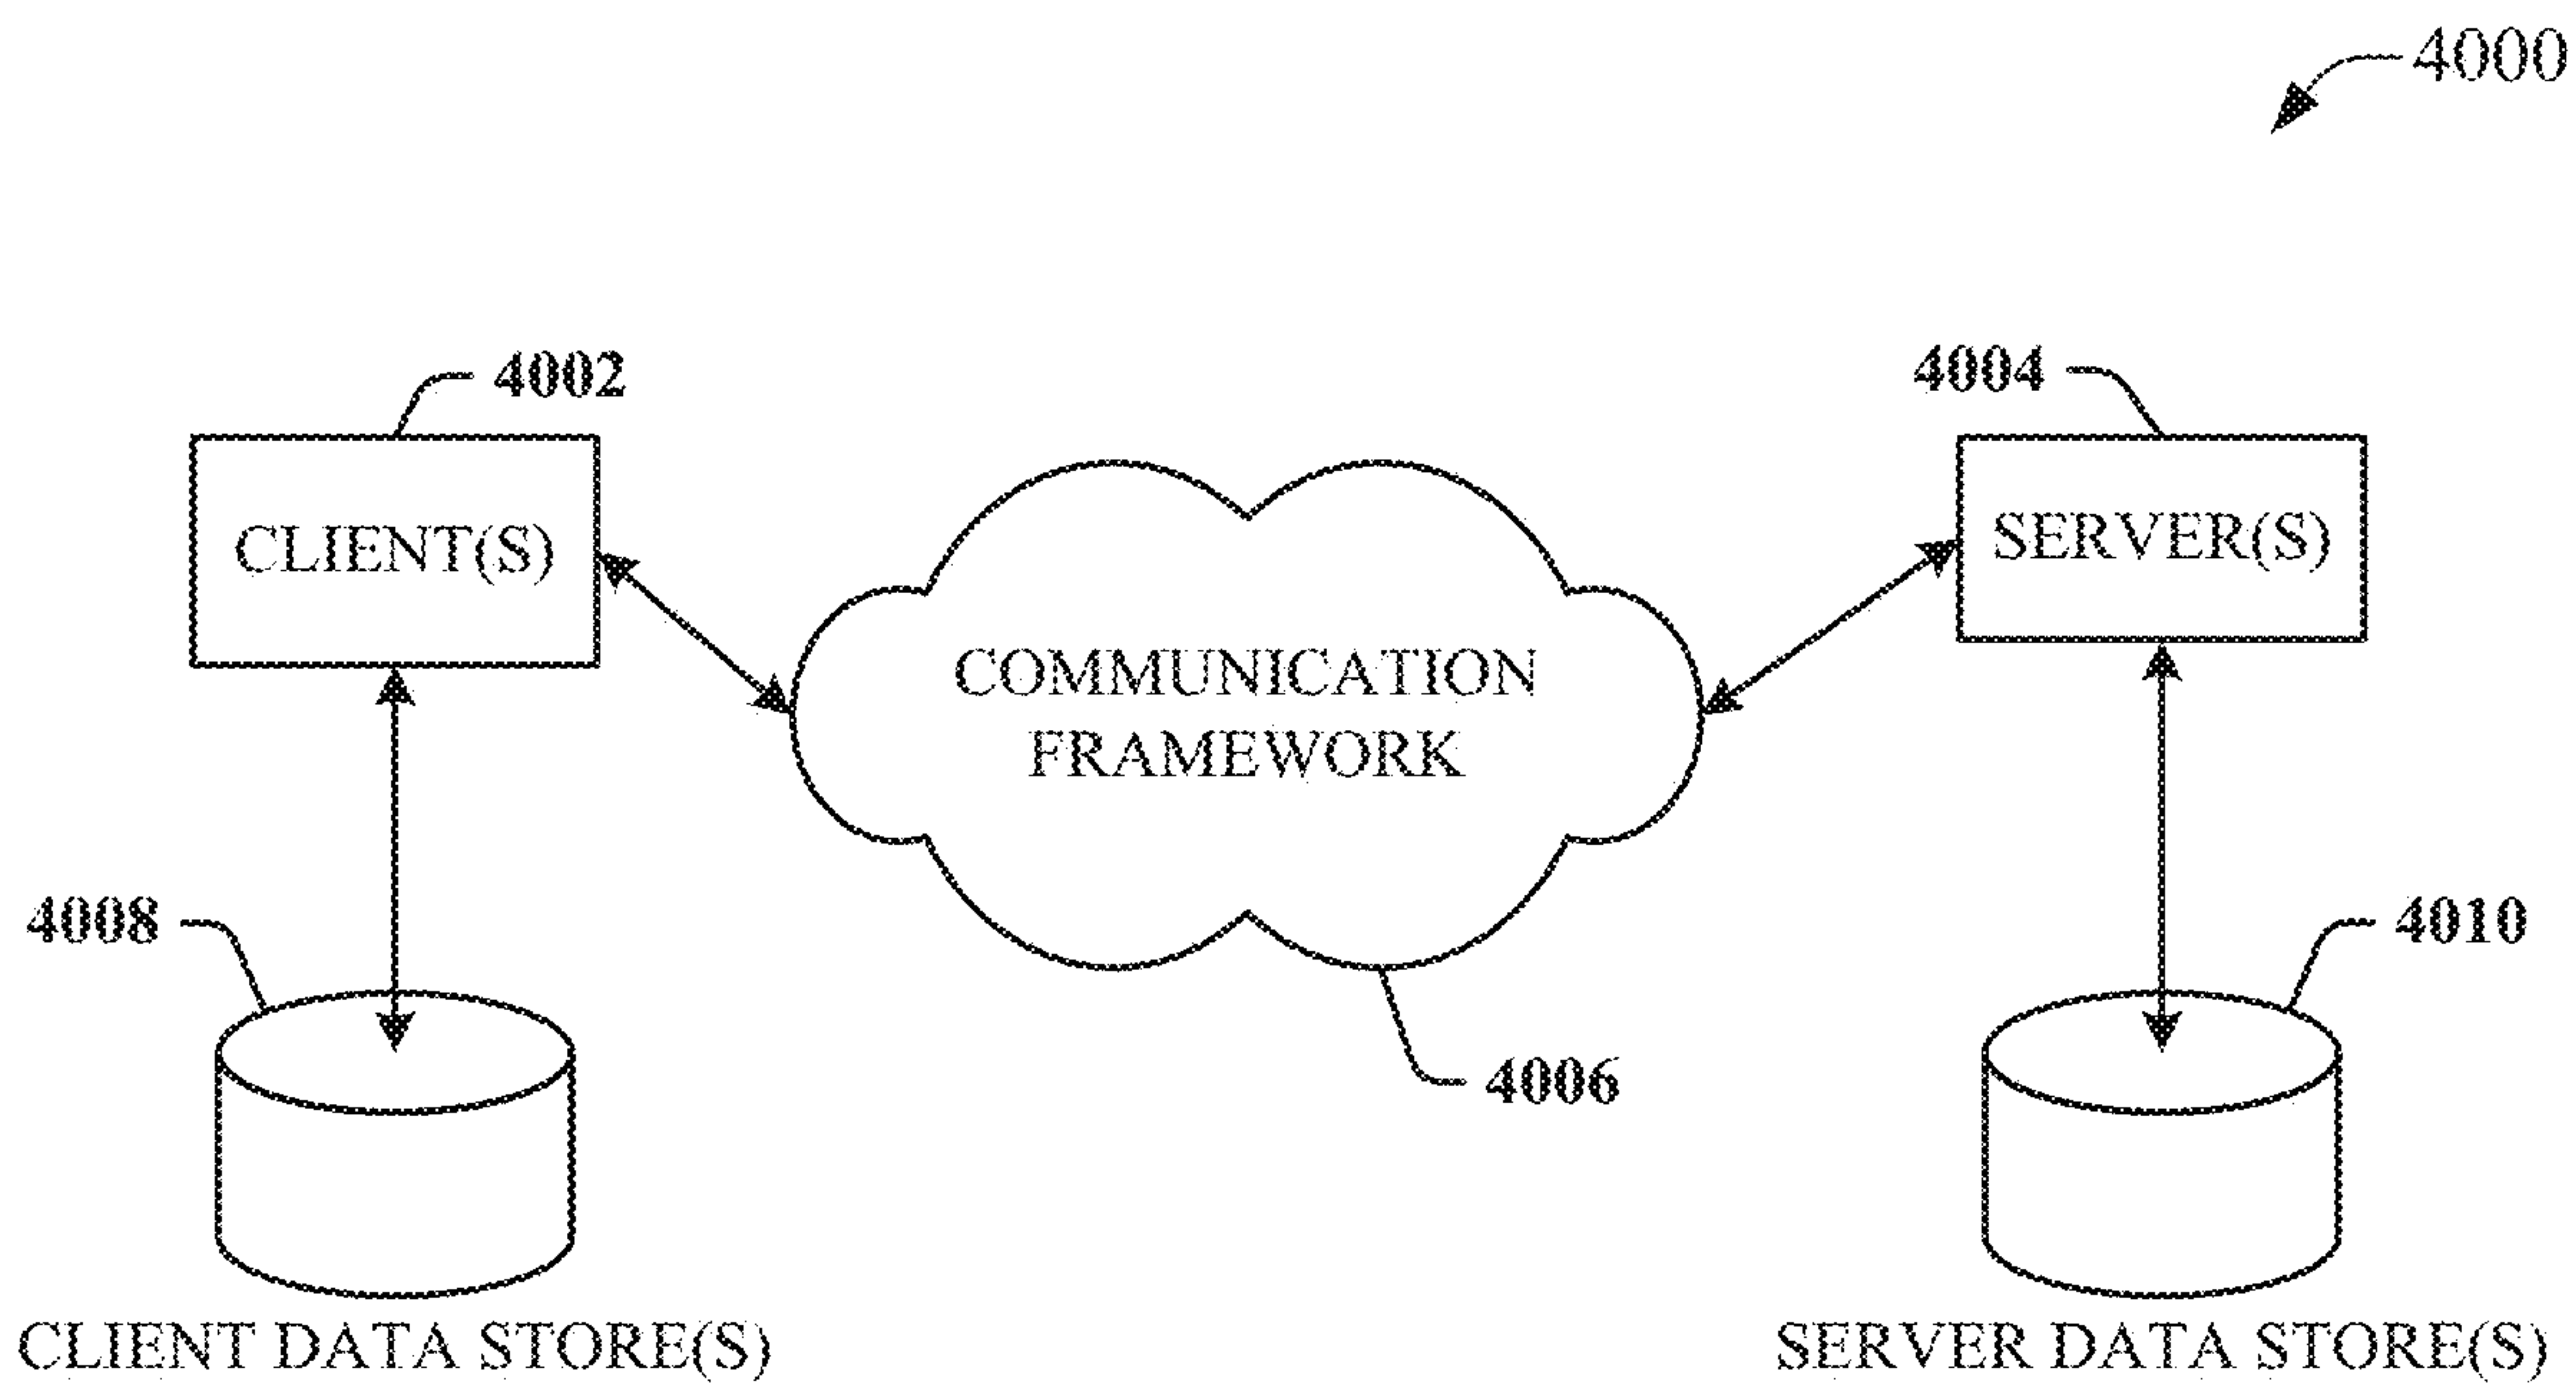 4000
4002
4004
CLIENT(S)
SERVER(S)
COMMUNICATION
FRAMEWORK
4008
4010
4006
CLIENT DATA STORE(S)
SERVER DATA STORE(S)